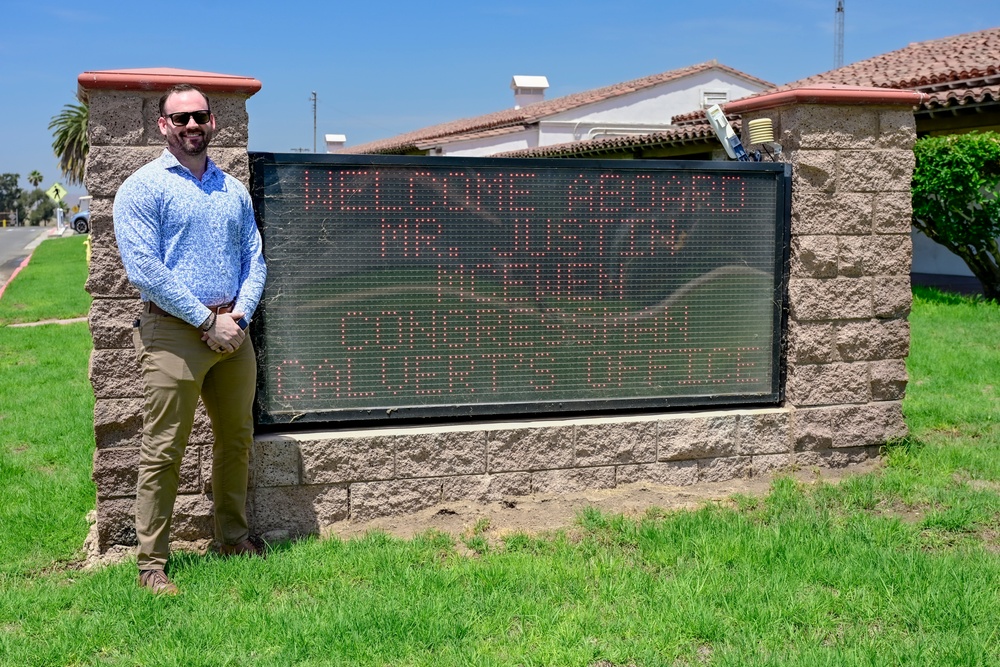 WELCOME ABOARD
MR. JUSTIN
MCEWEN
CONGRESSMAN
CALVERT'S OFFICE